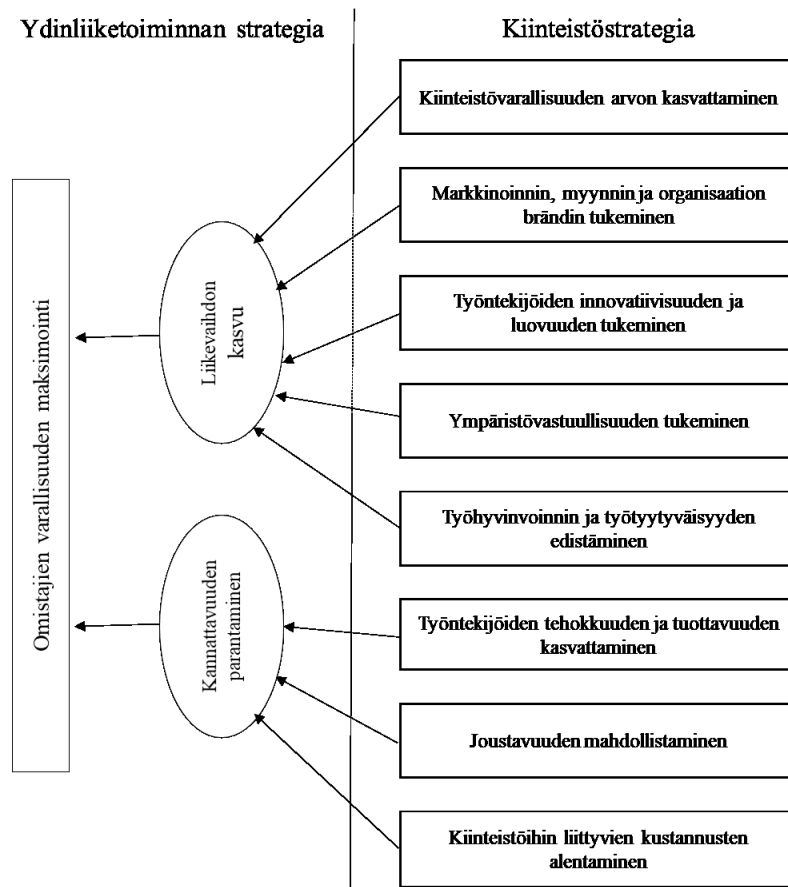 Ydinliiketoiminnan strategia
Kiinteistöstrategia
Omistajien varallisuuden maksimointi
Liikevaihdon
kasvu
Kannattavuuden
parantaminen
Kiinteistövarallisuuden arvon kasvattaminen
Markkinoinnin, myynnin ja organisaation
brändin tukeminen
Työntekijöiden innovatiivisuuden ja
luovuuden tukeminen
Ympäristövastuullisuuden tukeminen
Työhyvinvoinnin ja työtyytyväisyyden
edistäminen
Työntekijöiden tehokkuuden ja tuottavuuden
kasvattaminen
Joustavuuden mahdollistaminen
Kiinteistöihin liittyvien kustannusten
alentaminen